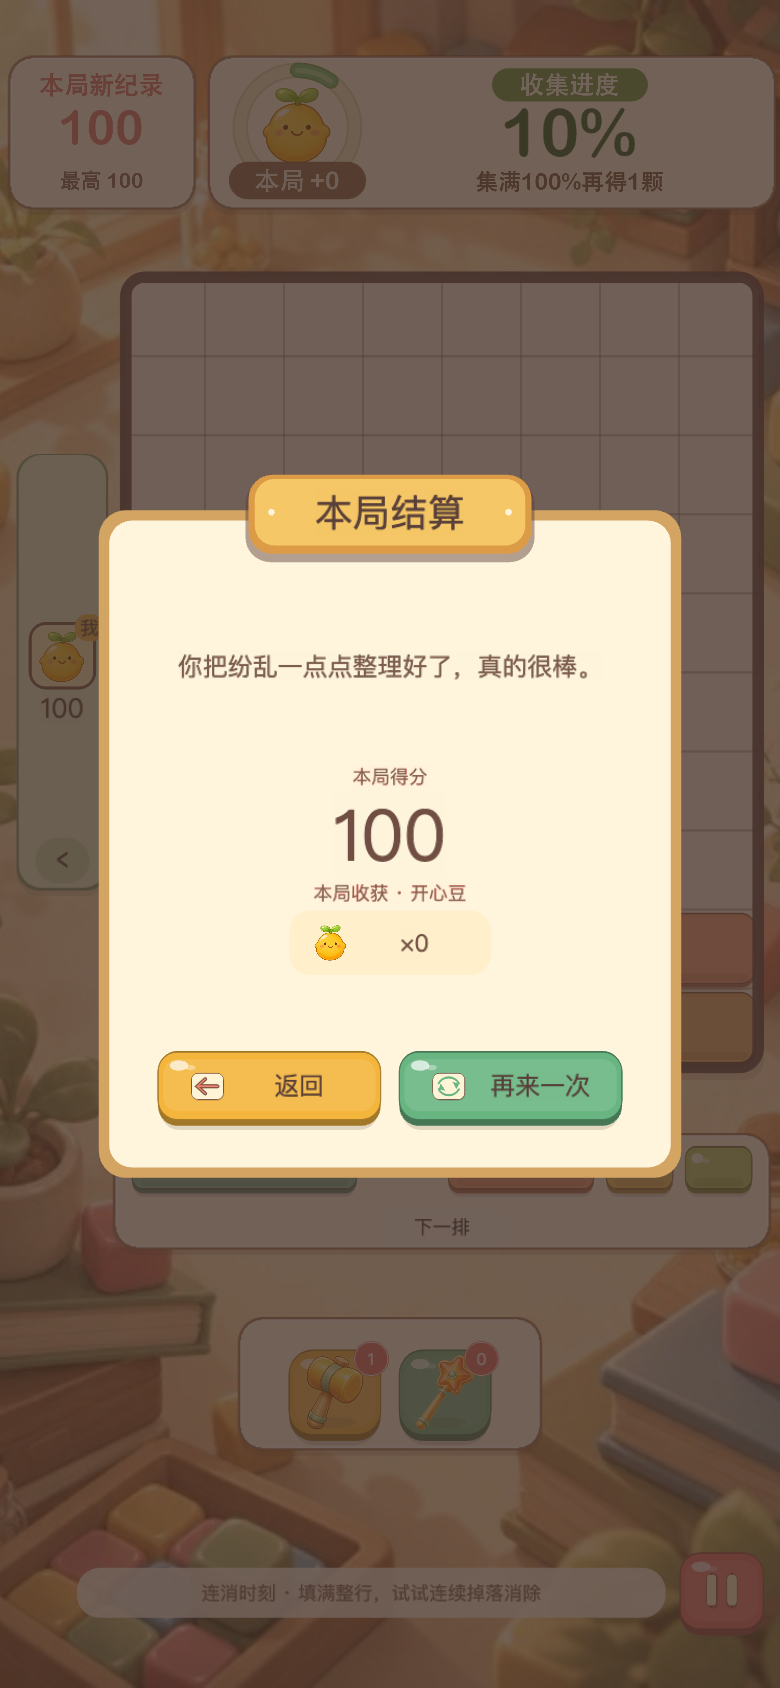 本局新纪录
100
最高 100
本局 +0
收集进度
10%
集满100%再得1颗
我
100
<
本局结算
你把纷乱一点点整理好了，真的很棒。
本局得分
100
本局收获 · 开心豆
×0
返回
再来一次
下一排
1
0
连消时刻 · 填满整行，试试连续掉落消除